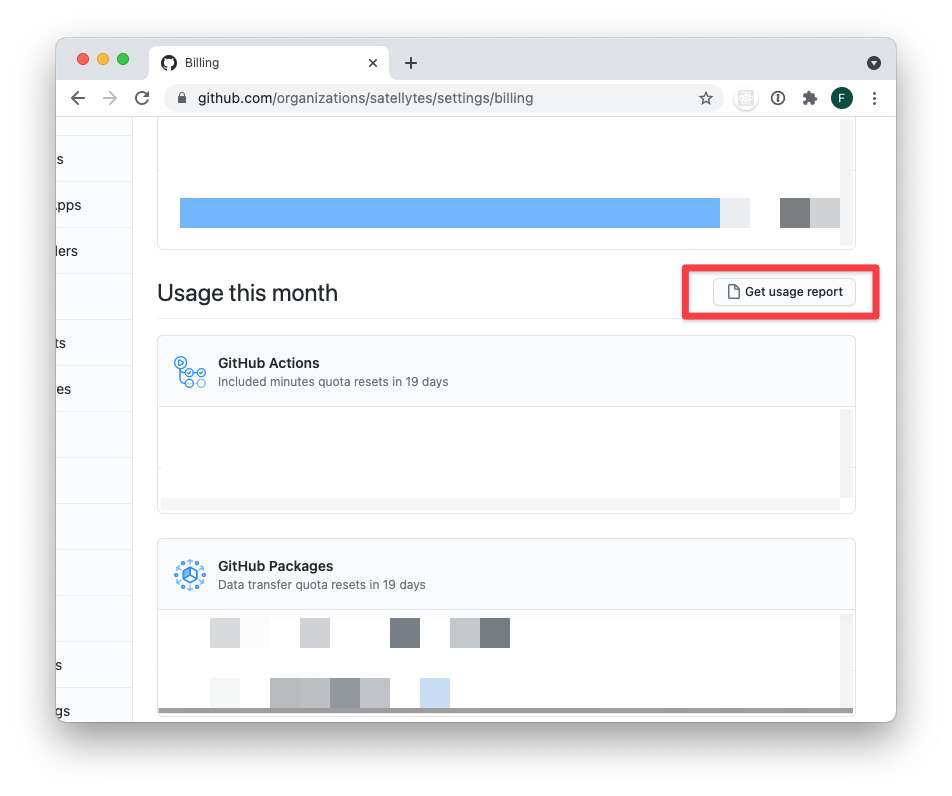 Billing
github.com/organizations/satellytes/settings/billing
F
s
pps
lers
Usage this month
Get usage report
ts
GitHub Actions
Included minutes quota resets in 19 days
es
GitHub Packages
Data transfer quota resets in 19 days
s
gs